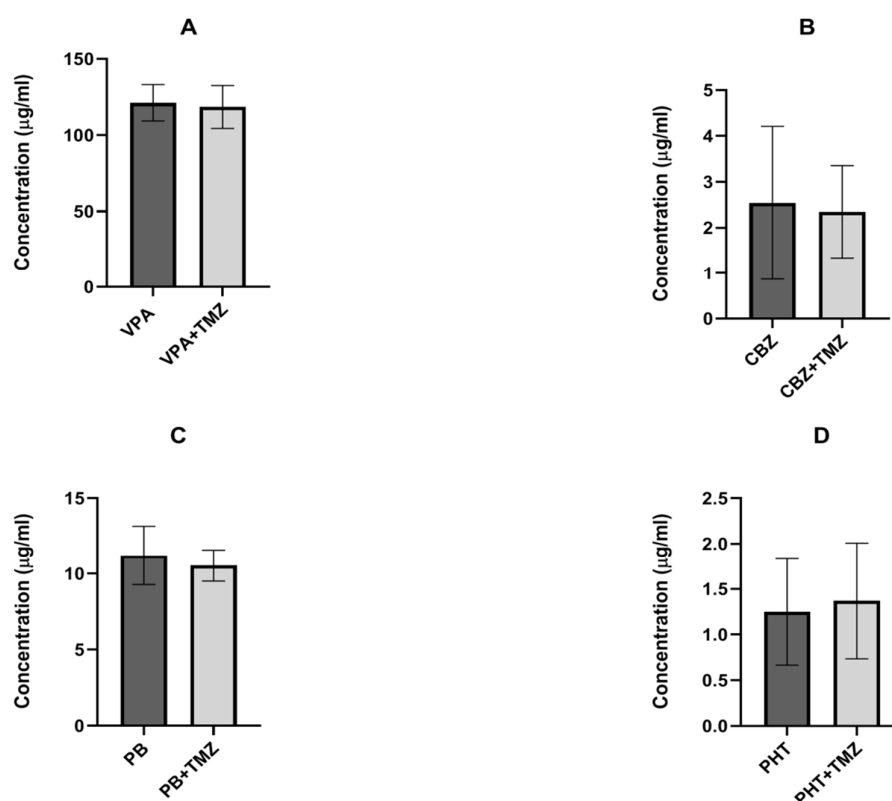 A
Concentration (μg/ml)
150
100
50
0
VPA
VPA+TMZ
B
Concentration (μg/ml)
5
4
3
2
1
0
CBZ
CBZ+TMZ
C
Concentration (μg/ml)
15
10
5
0
PB
PB+TMZ
D
Concentration (μg/ml)
2.5
2.0
1.5
1.0
0.5
0.0
PHT
PHT+TMZ